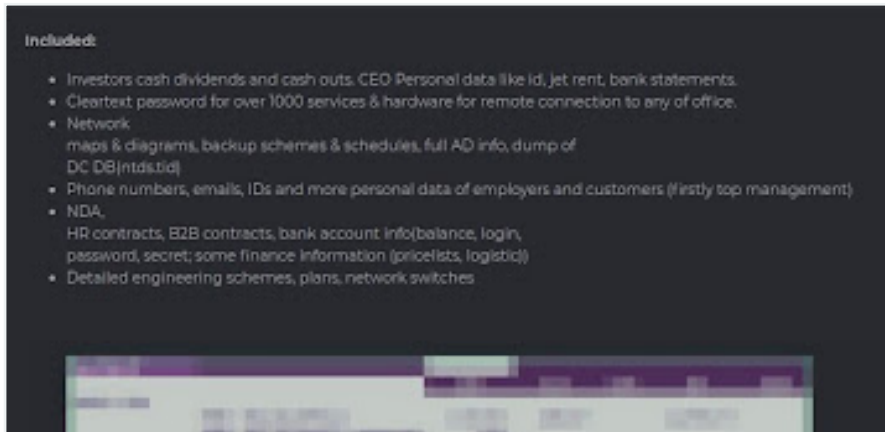 Included:
Investors cash dividends and cash outs. CEO Personal data like id, jet rent, bank statements.
Cleartext password for over 1000 services & hardware for remote connection to any of office.
Network
maps & diagrams, backup schemes & schedules, full AD info, dump of
DC DB(ntds.tid)
Phone numbers, emails, IDs and more personal data of employers and customers (firstly top management)
NDA,
HR contracts, B2B contracts, bank account info(balance, login,
password, secret; some finance information (pricelists, logistic))
Detailed engineering schemes, plans, network switches